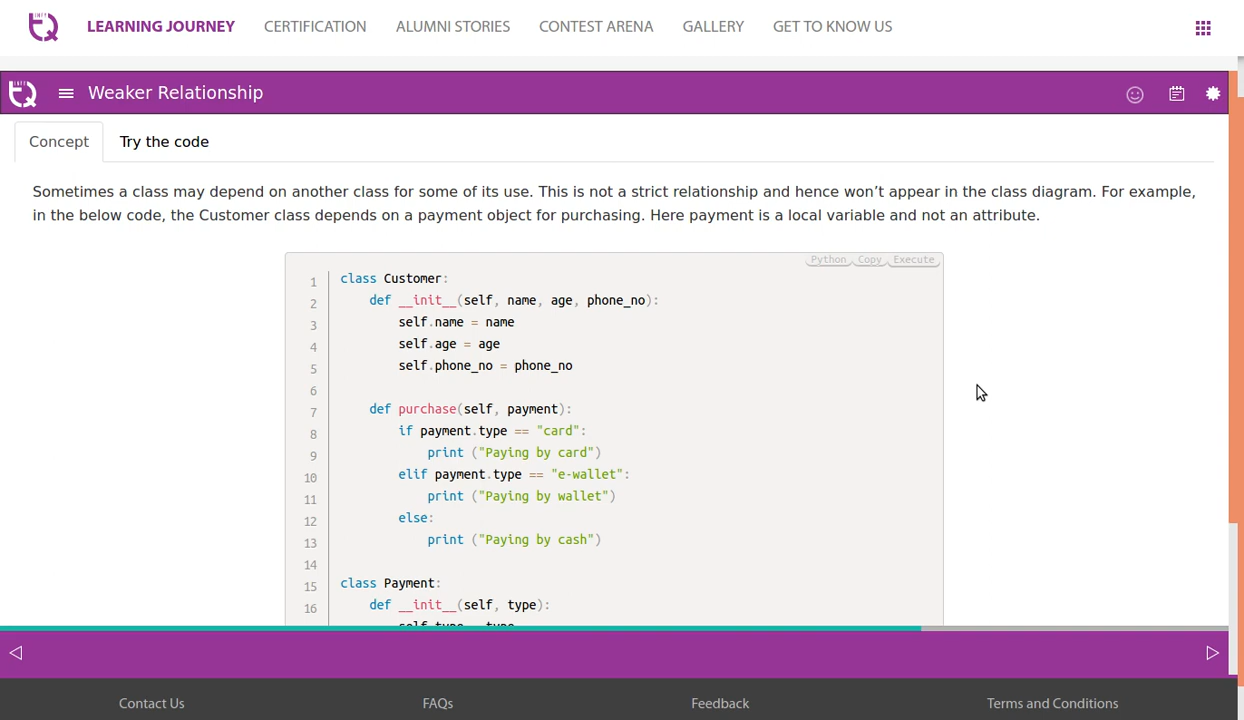 LEARNING JOURNEY CERTIFICATION ALUMNI STORIES CONTEST ARENA GALLERY GET TO KNOW US
Weaker Relationship
Concept Try the code
Sometimes a class may depend on another class for some of its use. This is not a strict relationship and hence won’t appear in the class diagram. For example,
in the below code, the Customer class depends on a payment object for purchasing. Here payment is a local variable and not an attribute.
Python Copy Execute
1 class Customer:
2 def __init__(self, name, age, phone_no):
3 self.name = name
4 self.age = age
5 self.phone_no = phone_no
6
7 def purchase(self, payment):
8 if payment.type == "card":
9 print ("Paying by card")
10 elif payment.type == "e-wallet":
11 print ("Paying by wallet")
12 else:
13 print ("Paying by cash")
14
15 class Payment:
16 def __init__(self, type):
self.type = type
Contact Us FAQs Feedback Terms and Conditions